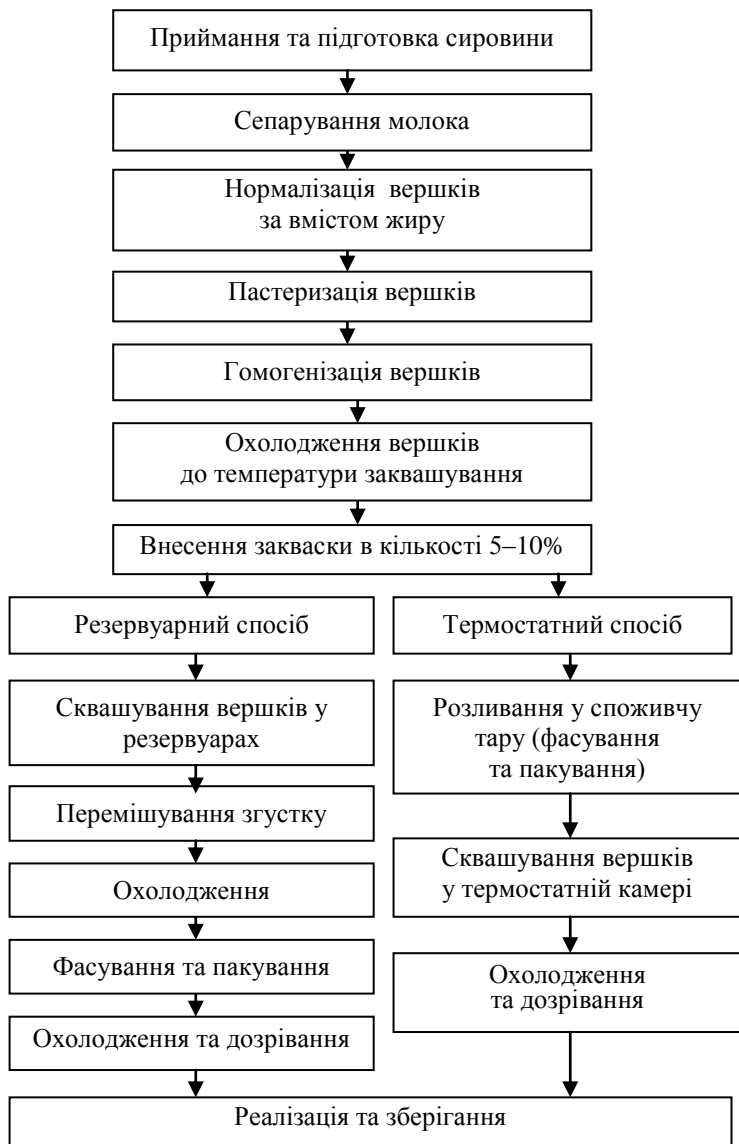 Приймання та підготовка сировини
Сепарування молока
Нормалізація вершків
за вмістом жиру
Пастеризація вершків
Гомогенізація вершків
Охолодження вершків
до температури заквашування
Внесення закваски в кількості 5–10%
Резервуарний спосіб
Сквашування вершків у
резервуарах
Перемішування згустку
Охолодження
Фасування та пакування
Охолодження та дозрівання
Термостатний спосіб
Розливання у споживчу
тару (фасування
та пакування)
Сквашування вершків
у термостатній камері
Охолодження
та дозрівання
Реалізація та зберігання